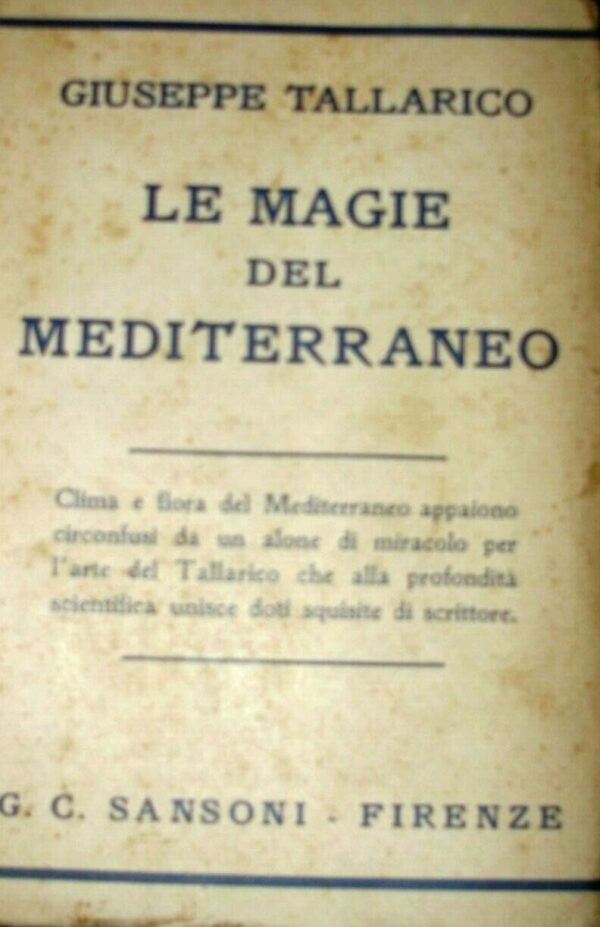 GIUSEPPE TALLARICO
LE MAGIE
DEL
MEDITERRANEO
Clima e flora del Mediterraneo appaiono
circonfusi da un alone di miracolo per
l'arte del Tallarico che alla profondità
scientifica unisce doti squisite di scrittore.
G. C. SANSONI - FIRENZE